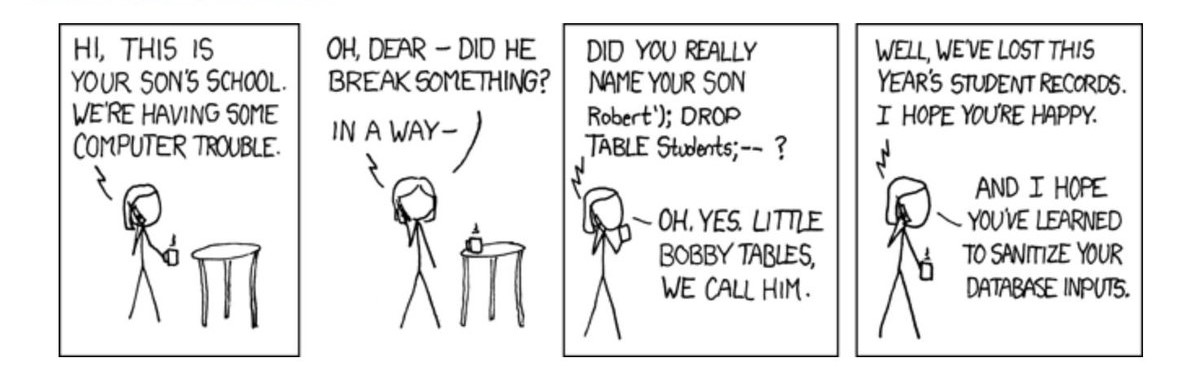 HI, THIS IS
YOUR SON'S SCHOOL.
WE'RE HAVING SOME
COMPUTER TROUBLE.
OH, DEAR – DID HE
BREAK SOMETHING?
IN A WAY–
DID YOU REALLY
NAME YOUR SON
Robert'); DROP
TABLE Students;-- ?
OH. YES. LITTLE
BOBBY TABLES,
WE CALL HIM.
WELL, WE'VE LOST THIS
YEAR'S STUDENT RECORDS.
I HOPE YOU'RE HAPPY.
AND I HOPE
YOU'VE LEARNED
TO SANITIZE YOUR
DATABASE INPUTS.